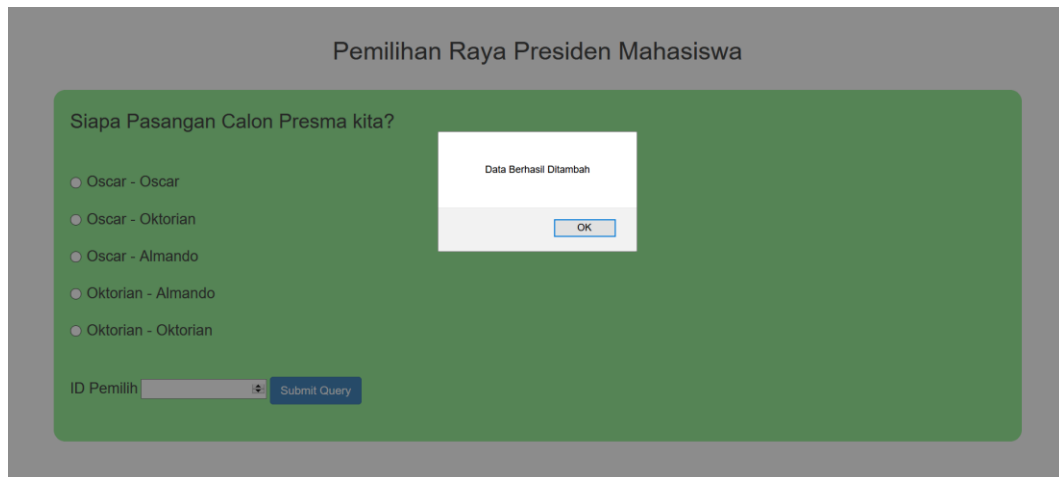 Pemilihan Raya Presiden Mahasiswa
Siapa Pasangan Calon Presma kita?
Data Berhasil Ditambah
OK
Oscar - Oscar
Oscar - Oktorian
Oscar - Almando
Oktorian - Almando
Oktorian - Oktorian
ID Pemilih Submit Query